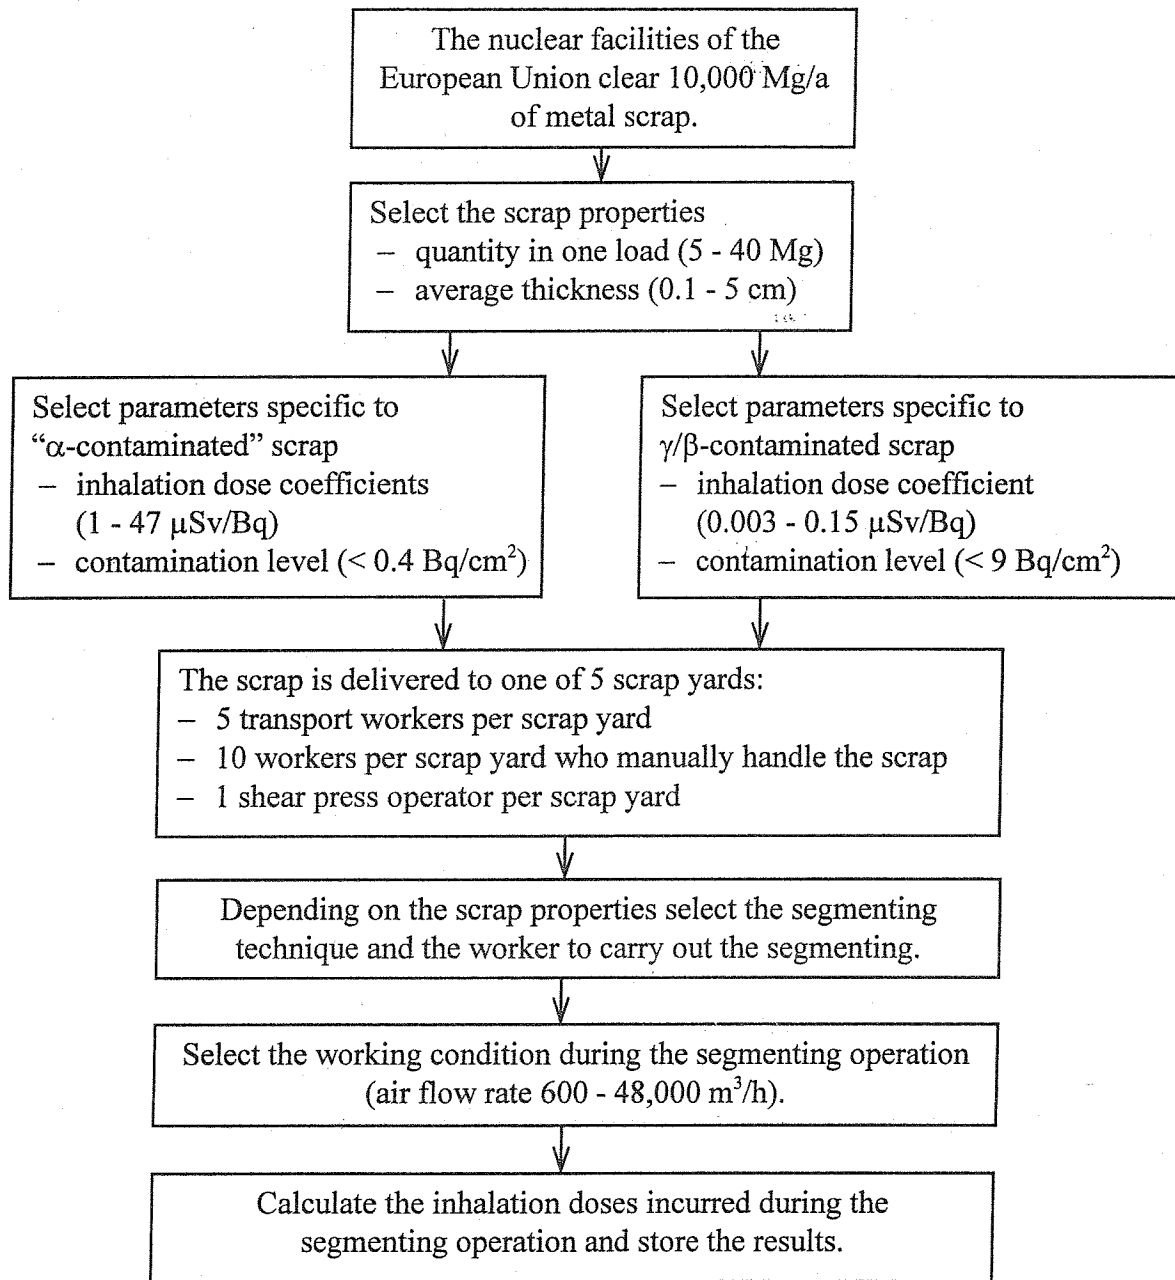 The nuclear facilities of the
European Union clear 10,000 Mg/a
of metal scrap.
Select the scrap properties
– quantity in one load (5 - 40 Mg)
– average thickness (0.1 - 5 cm)
Select parameters specific to
“α-contaminated” scrap
– inhalation dose coefficients
(1 - 47 μSv/Bq)
– contamination level (< 0.4 Bq/cm²)
Select parameters specific to
γ/β-contaminated scrap
– inhalation dose coefficient
(0.003 - 0.15 μSv/Bq)
– contamination level (< 9 Bq/cm²)
The scrap is delivered to one of 5 scrap yards:
– 5 transport workers per scrap yard
– 10 workers per scrap yard who manually handle the scrap
– 1 shear press operator per scrap yard
Depending on the scrap properties select the segmenting
technique and the worker to carry out the segmenting.
Select the working condition during the segmenting operation
(air flow rate 600 - 48,000 m³/h).
Calculate the inhalation doses incurred during the
segmenting operation and store the results.